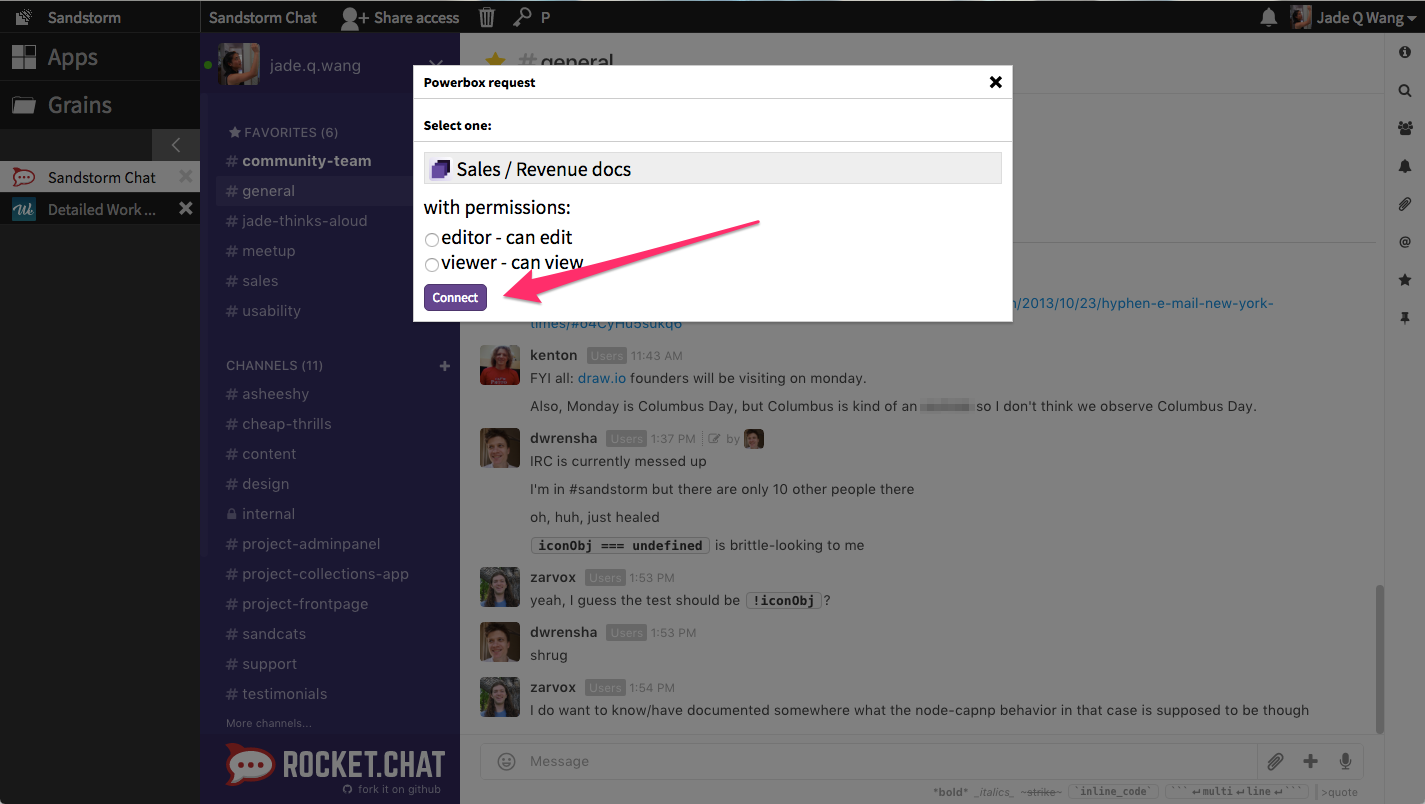 Sandstorm
Sandstorm Chat
Share access
P
Jade Q Wang
Apps
Grains
Sandstorm Chat
Detailed Work ...
jade.q.wang
FAVORITES (6)
# community-team
# general
# jade-thinks-aloud
# meetup
# sales
# usability
CHANNELS (11) +
# asheeshy
# cheap-thrills
# content
# design
internal
# project-adminpanel
# project-collections-app
# project-frontpage
# sandcats
# support
# testimonials
More channels...
ROCKET.CHAT
fork it on github
#general
Powerbox request
Select one:
Sales / Revenue docs
with permissions:
editor - can edit
viewer - can view
Connect
/2013/10/23/hyphen-e-mail-new-york-
kenton Users 11:43 AM
FYI all: draw.io founders will be visiting on monday.
Also, Monday is Columbus Day, but Columbus is kind of an so I don't think we observe Columbus Day.
dwrensha Users 1:37 PM by
IRC is currently messed up
I'm in #sandstorm but there are only 10 other people there
oh, huh, just healed
iconObj === undefined is brittle-looking to me
zarvox Users 1:53 PM
yeah, I guess the test should be !iconObj ?
dwrensha Users 1:53 PM
shrug
zarvox Users 1:54 PM
I do want to know/have documented somewhere what the node-capnp behavior in that case is supposed to be though
Message
*bold* _italics_ ~strike~ `inline_code` ```↵multi↵line↵``` >quote